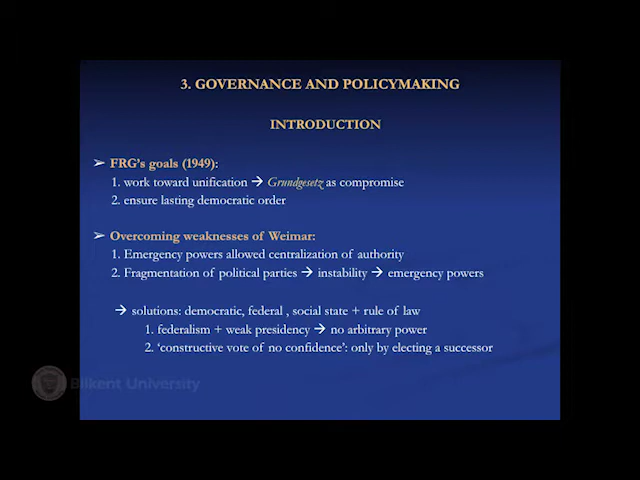 3. GOVERNANCE AND POLICYMAKING
INTRODUCTION
➢ FRG's goals (1949):
1. work toward unification → Grundgesetz as compromise
2. ensure lasting democratic order
➢ Overcoming weaknesses of Weimar:
1. Emergency powers allowed centralization of authority
2. Fragmentation of political parties → instability → emergency powers
→ solutions: democratic, federal , social state + rule of law
1. federalism + weak presidency → no arbitrary power
2. 'constructive vote of no confidence': only by electing a successor
Bilkent University